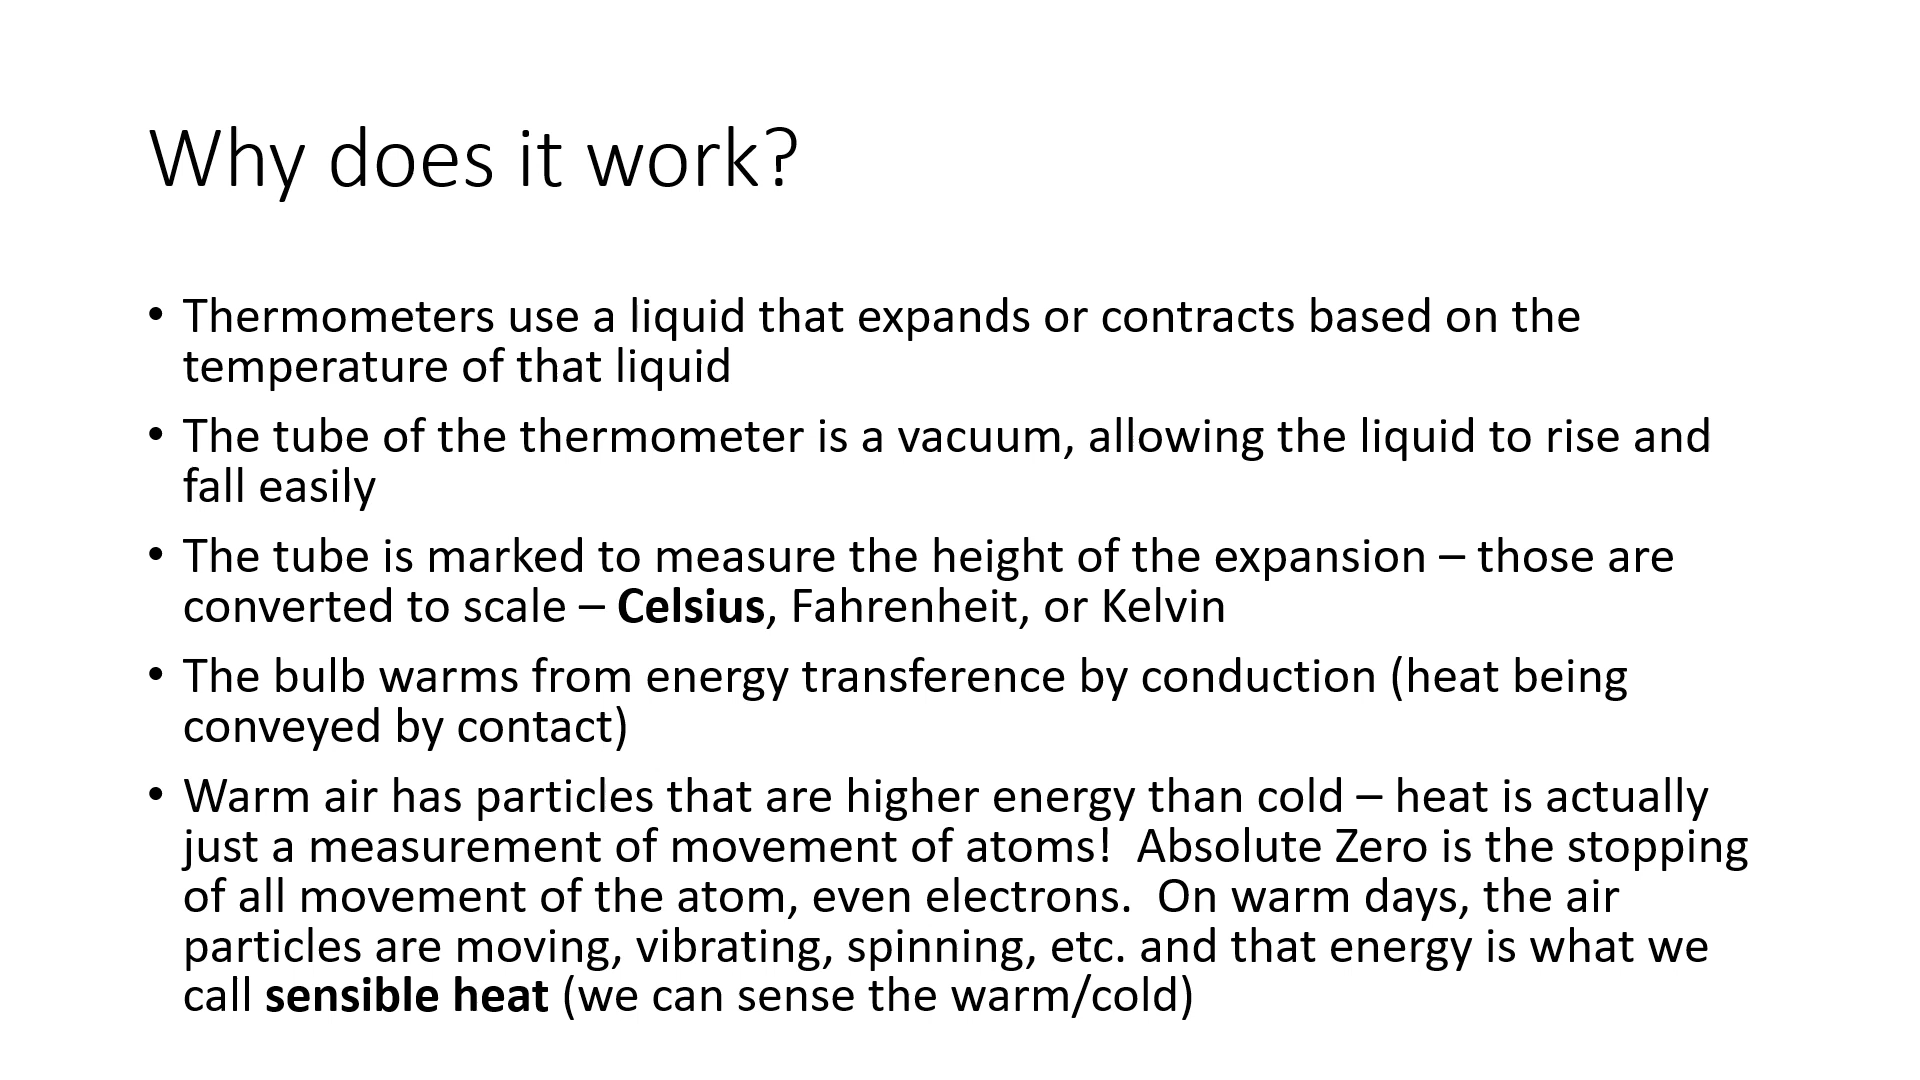 Why does it work?
• Thermometers use a liquid that expands or contracts based on the
temperature of that liquid
• The tube of the thermometer is a vacuum, allowing the liquid to rise and
fall easily
• The tube is marked to measure the height of the expansion – those are
converted to scale – Celsius, Fahrenheit, or Kelvin
• The bulb warms from energy transference by conduction (heat being
conveyed by contact)
• Warm air has particles that are higher energy than cold – heat is actually
just a measurement of movement of atoms!  Absolute Zero is the stopping
of all movement of the atom, even electrons.  On warm days, the air
particles are moving, vibrating, spinning, etc. and that energy is what we
call sensible heat (we can sense the warm/cold)